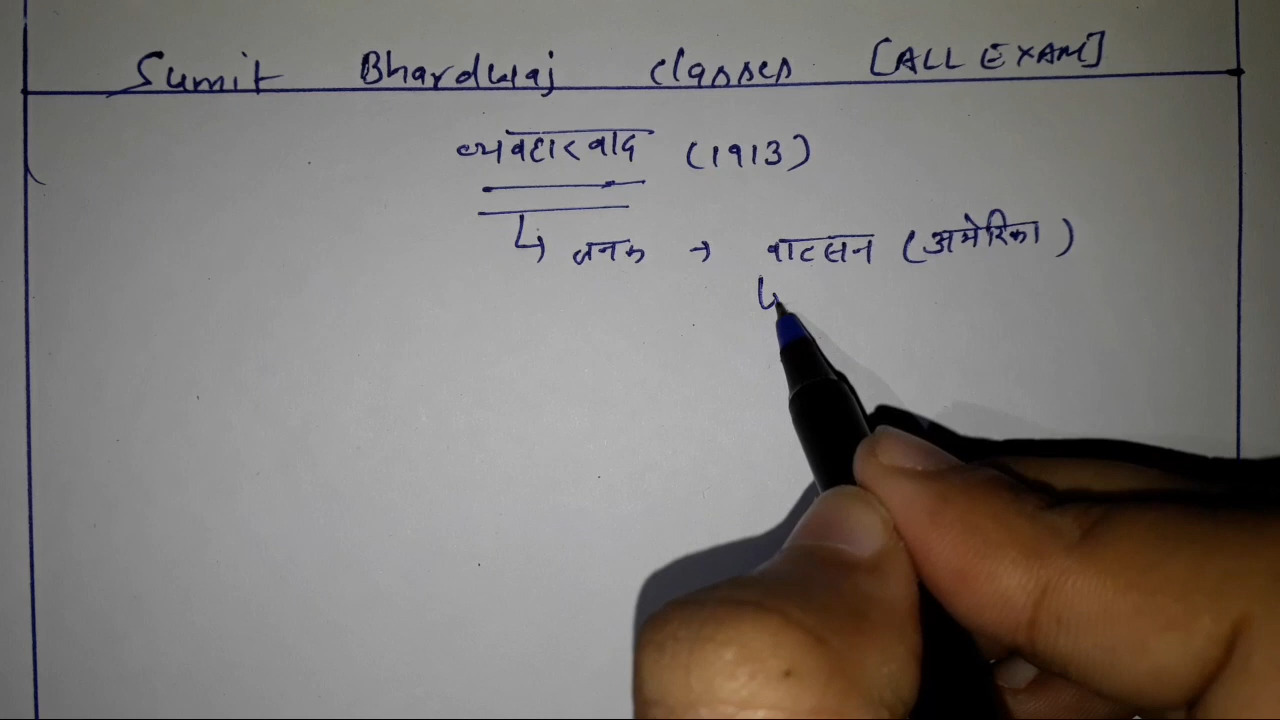 Sumit Bhardwaj classes [ALL EXAM]
व्यवहारवाद (1913)
↳ जनक → वाटसन (अमेरिका)
↳